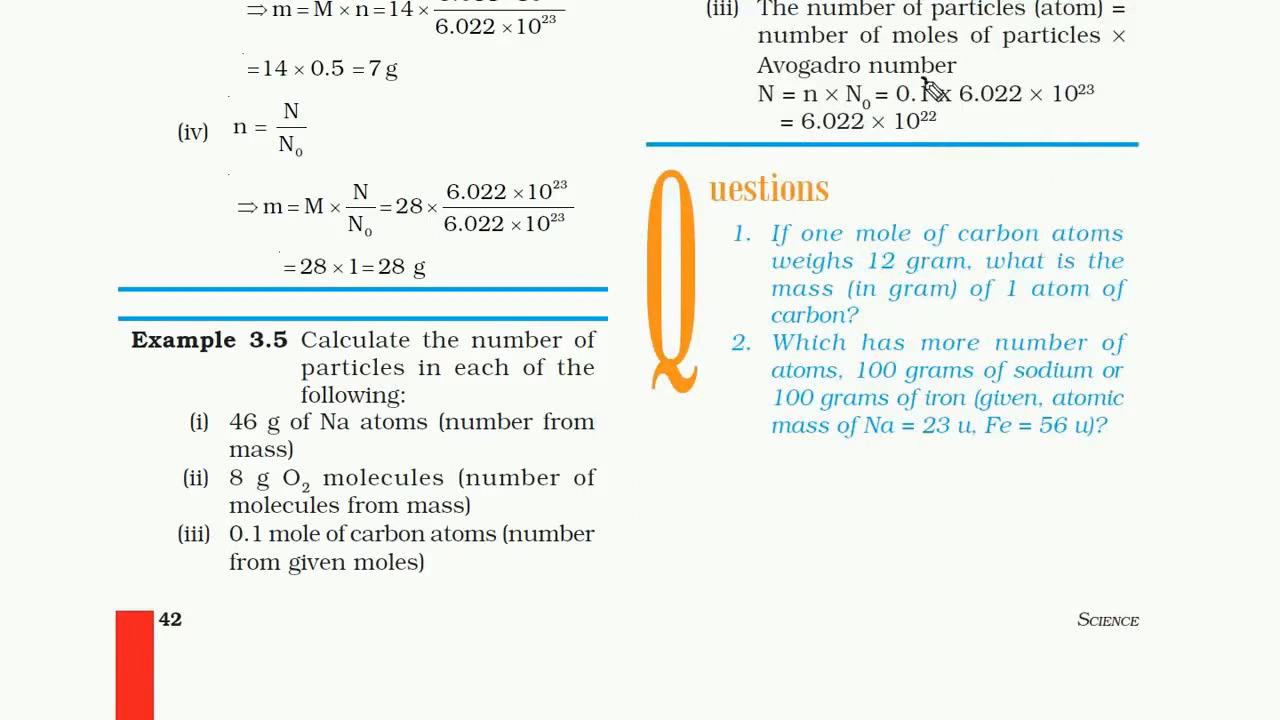 ⇒ m = M × n = 14 × 
6.022 × 10²³
= 14 × 0.5 = 7 g
(iv) n = N
N₀
⇒ m = M × N/N₀ = 28 × 6.022 × 10²³/6.022 × 10²³
= 28 × 1 = 28 g
Example 3.5 Calculate the number of
particles in each of the
following:
(i) 46 g of Na atoms (number from
mass)
(ii) 8 g O₂ molecules (number of
molecules from mass)
(iii) 0.1 mole of carbon atoms (number
from given moles)
42
(iii) The number of particles (atom) =
number of moles of particles ×
Avogadro number
N = n × N₀ = 0.1 x 6.022 × 10²³
= 6.022 × 10²²
Questions
1. If one mole of carbon atoms
weighs 12 gram, what is the
mass (in gram) of 1 atom of
carbon?
2. Which has more number of
atoms, 100 grams of sodium or
100 grams of iron (given, atomic
mass of Na = 23 u, Fe = 56 u)?
SCIENCE